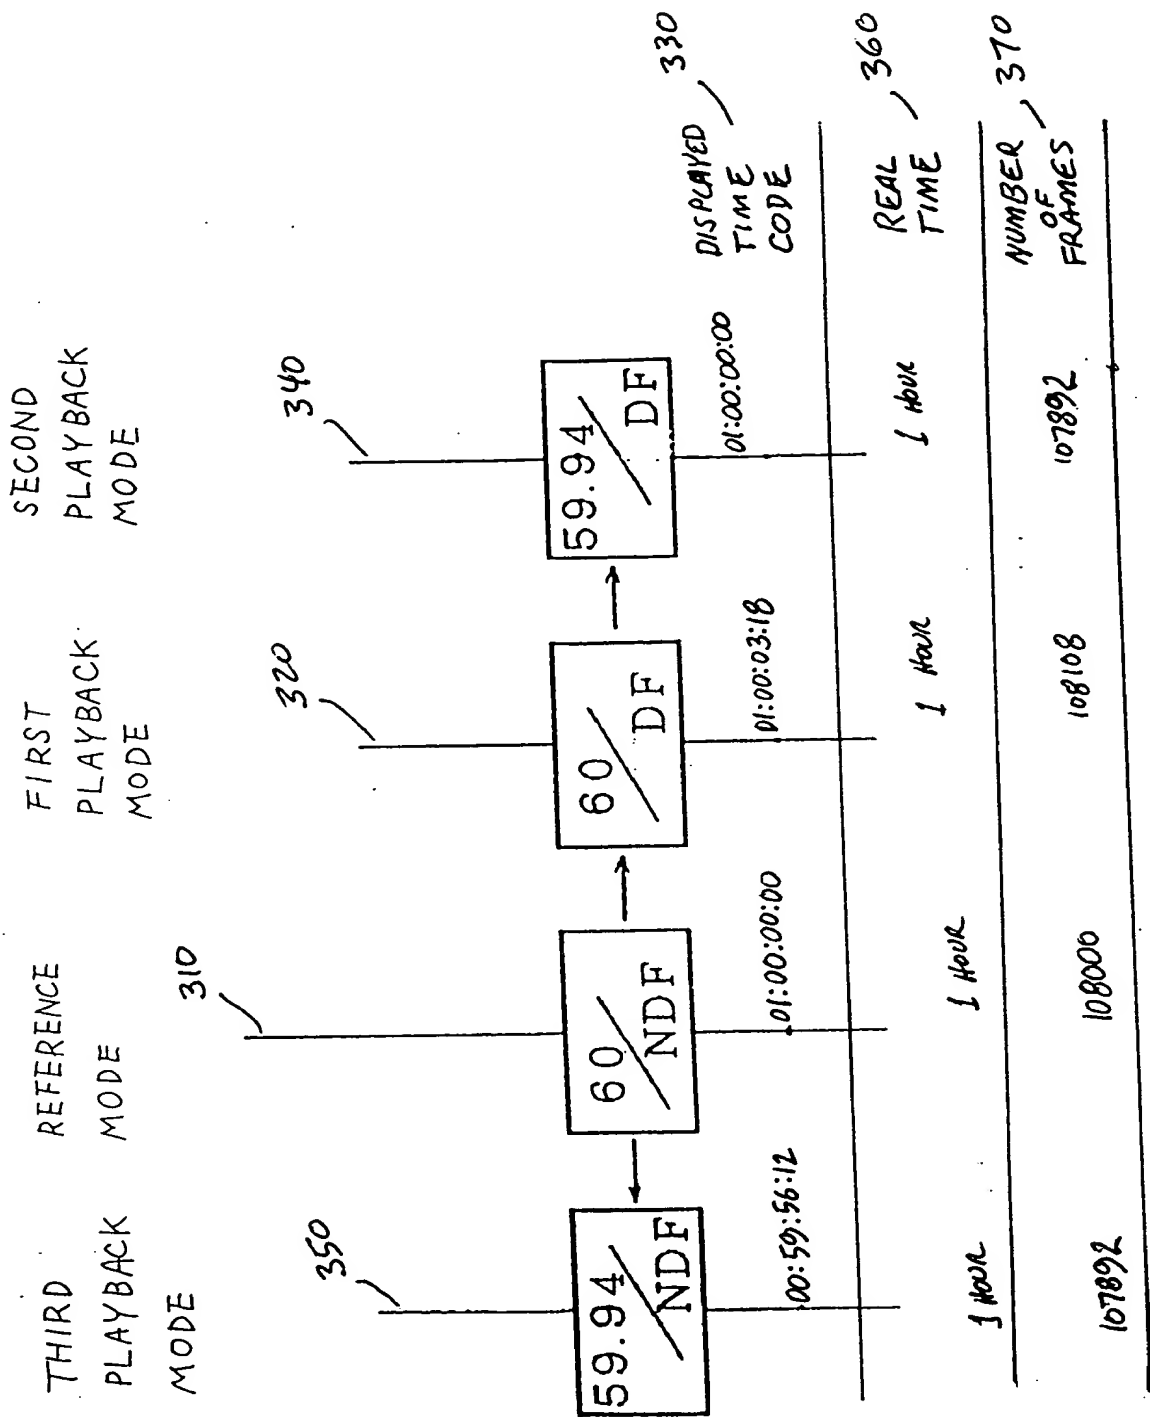 THIRD
PLAYBACK
MODE
REFERENCE
MODE
FIRST
PLAYBACK
MODE
SECOND
PLAYBACK
MODE
350
310
320
340
59.94
NDF
60
NDF
60
DF
59.94
DF
00:59:56:12
01:00:00:00
01:00:03:18
01:00:00:00
DISPLAYED
TIME
CODE
330
1 HOUR
1 HOUR
1 HOUR
1 HOUR
REAL
TIME
360
107892
108000
108108
107892
NUMBER
OF
FRAMES
370